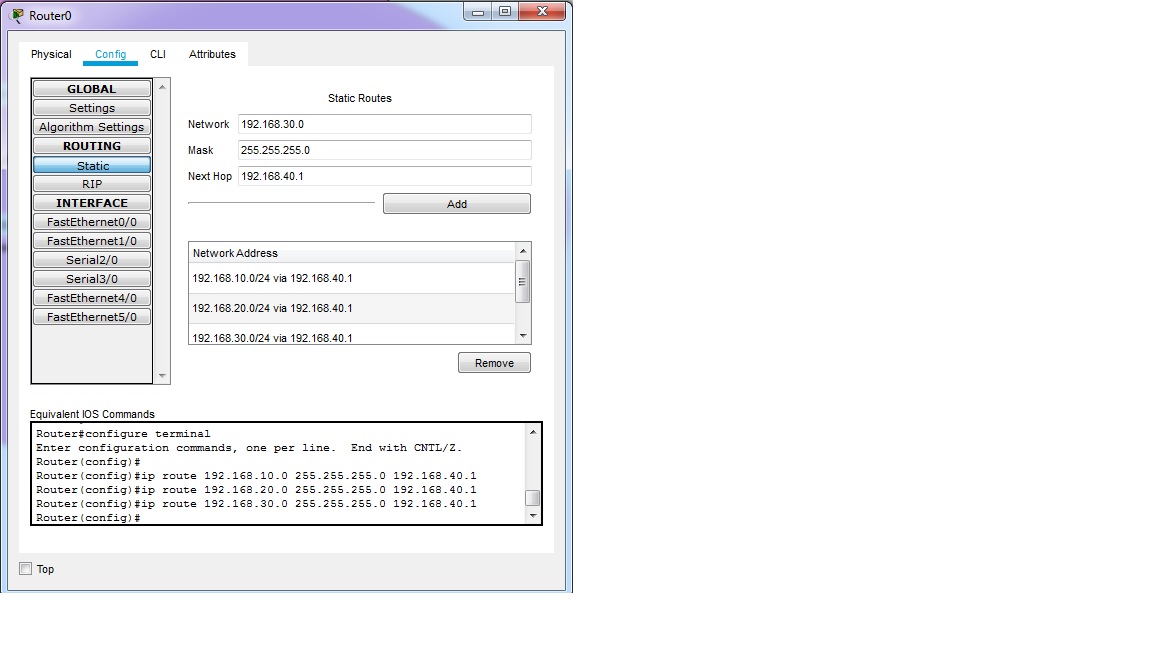 Router0
Physical Config CLI Attributes
GLOBAL
Settings
Algorithm Settings
ROUTING
Static
RIP
INTERFACE
FastEthernet0/0
FastEthernet1/0
Serial2/0
Serial3/0
FastEthernet4/0
FastEthernet5/0
Static Routes
Network 192.168.30.0
Mask 255.255.255.0
Next Hop 192.168.40.1
Add
Network Address
192.168.10.0/24 via 192.168.40.1
192.168.20.0/24 via 192.168.40.1
192.168.30.0/24 via 192.168.40.1
Remove
Equivalent IOS Commands
Router#configure terminal
Enter configuration commands, one per line.  End with CNTL/Z.
Router(config)#
Router(config)#ip route 192.168.10.0 255.255.255.0 192.168.40.1
Router(config)#ip route 192.168.20.0 255.255.255.0 192.168.40.1
Router(config)#ip route 192.168.30.0 255.255.255.0 192.168.40.1
Router(config)#
Top